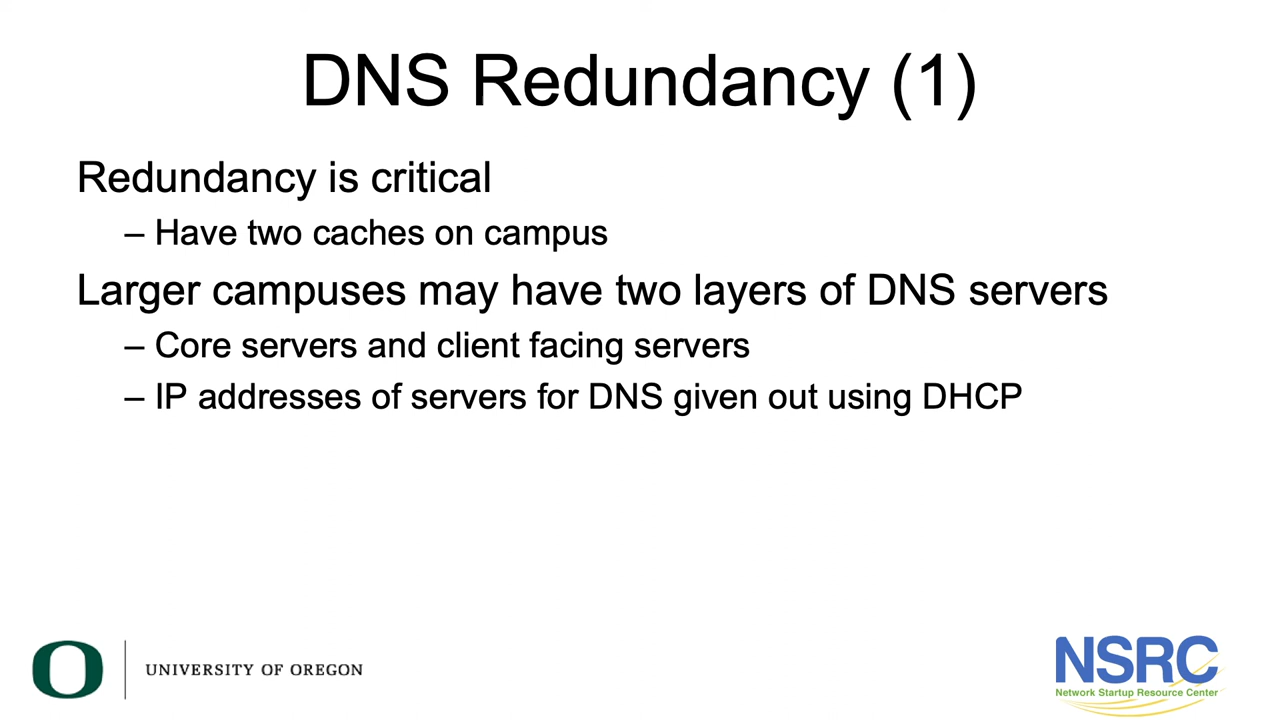 DNS Redundancy (1)
Redundancy is critical
– Have two caches on campus
Larger campuses may have two layers of DNS servers
– Core servers and client facing servers
– IP addresses of servers for DNS given out using DHCP
O
UNIVERSITY OF OREGON
NSRC
Network Startup Resource Center